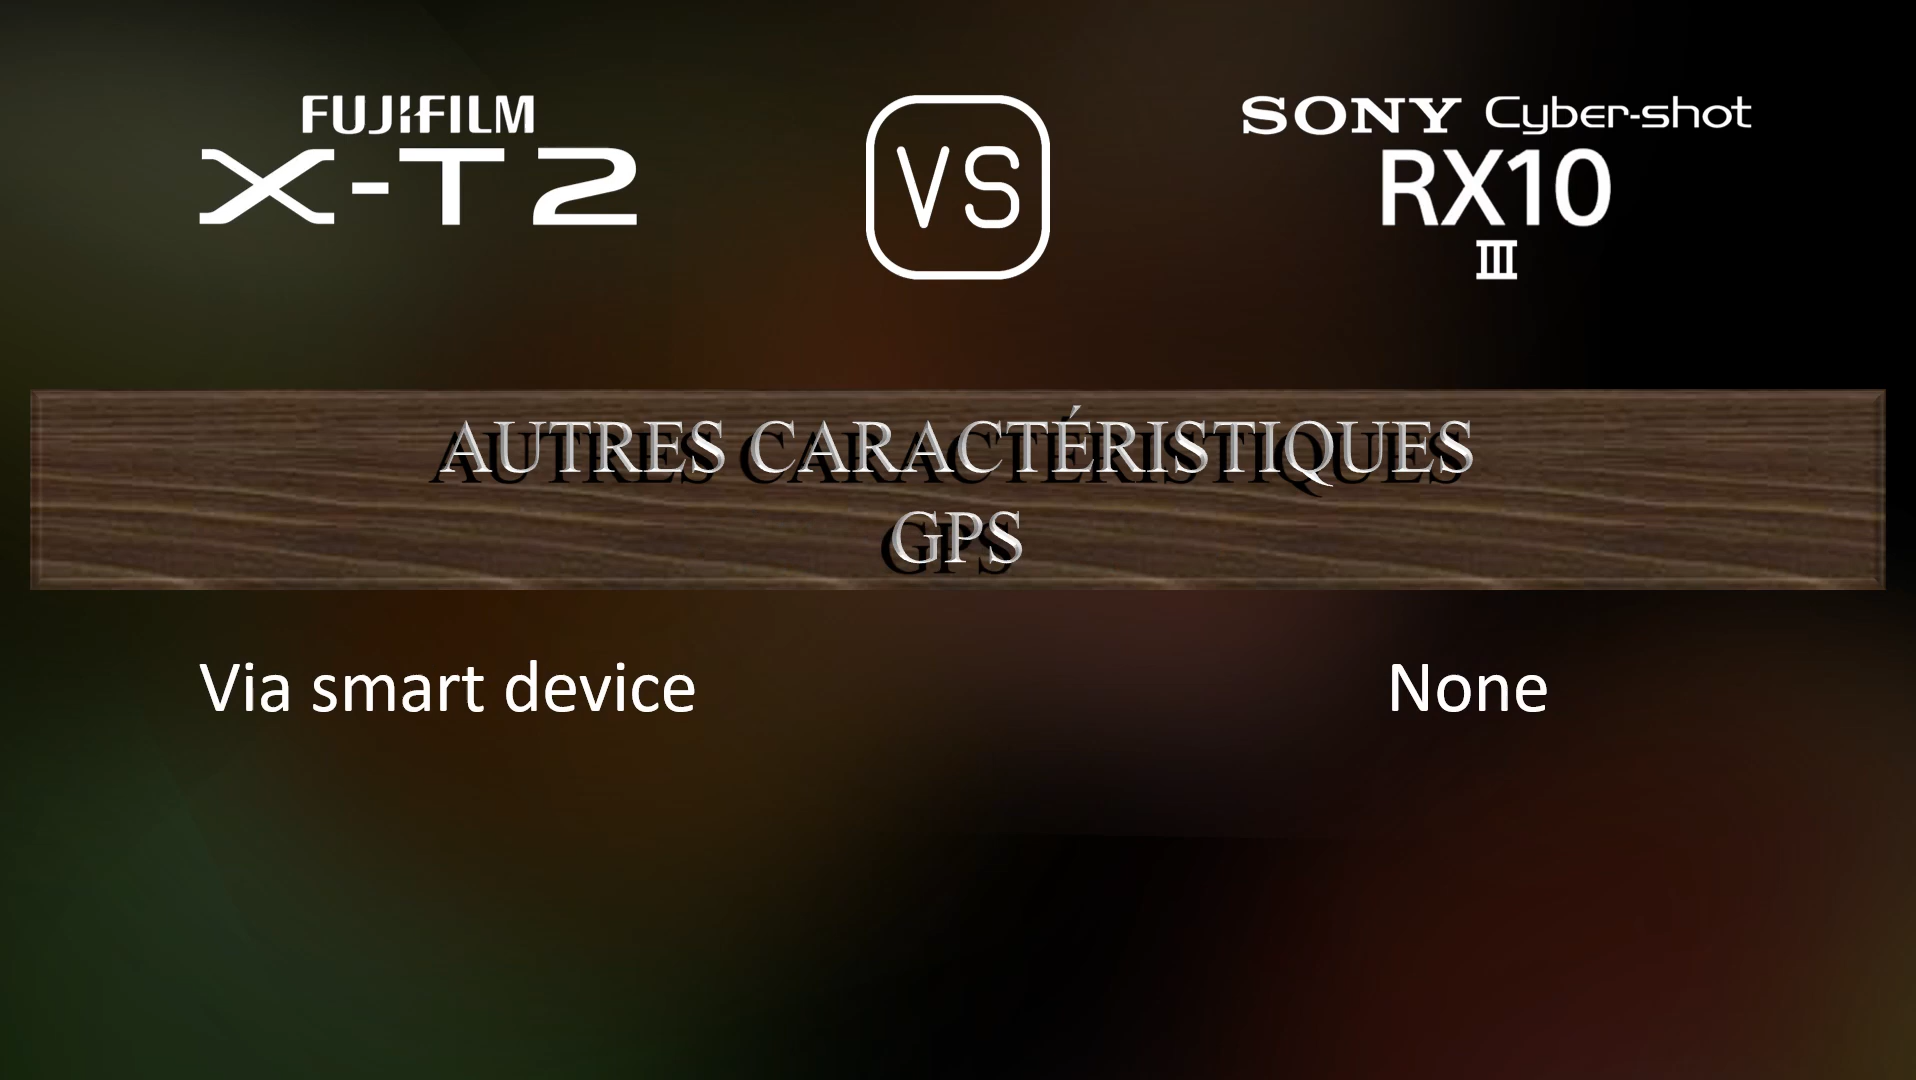 FUJIFILM
X-T2
VS
SONY Cyber-shot
RX10
III
AUTRES CARACTÉRISTIQUES
GPS
Via smart device
None